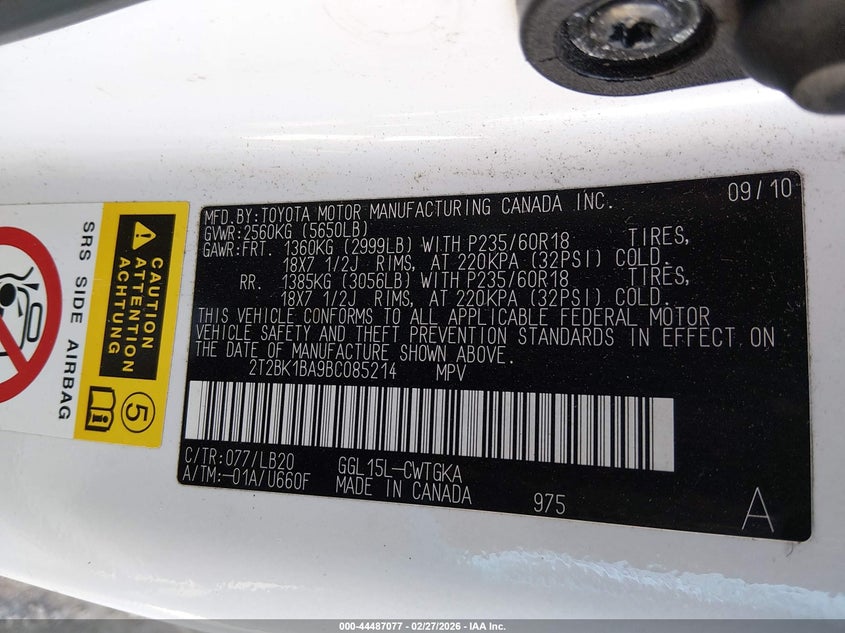 MFD.BY:TOYOTA MOTOR MANUFACTURING CANADA INC. 09/10
GVWR:2560KG (5650LB)
GAWR:FRT. 1360KG (2999LB) WITH P235/60R18 TIRES,
18X7 1/2J RIMS, AT 220KPA (32PSI) COLD.
RR. 1385KG (3056LB) WITH P235/60R18 TIRES,
18X7 1/2J RIMS, AT 220KPA (32PSI) COLD.
THIS VEHICLE CONFORMS TO ALL APPLICABLE FEDERAL MOTOR
VEHICLE SAFETY AND THEFT PREVENTION STANDARDS IN EFFECT ON
THE DATE OF MANUFACTURE SHOWN ABOVE.
2T2BK1BA9BC085214 MPV
C/TR:077/LB20 GGL15L-CWTGKA
A/TM:-01A/U660F MADE IN CANADA 975 A
CAUTION
ATTENTION
ACHTUNG
5
SRS SIDE AIRBAG
000-44487077 — 02/27/2026 — IAA Inc.